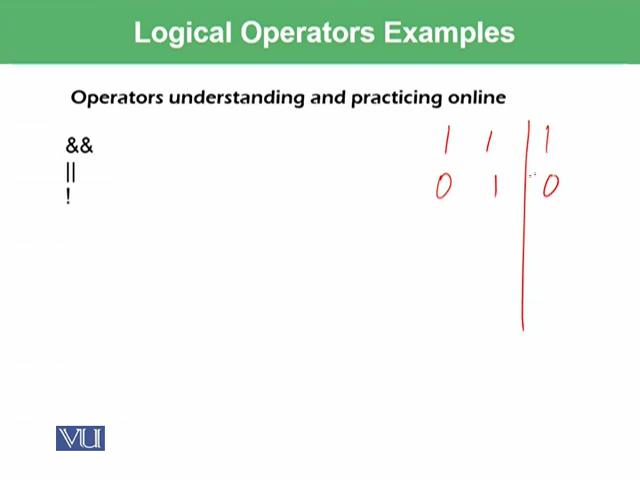 Logical Operators Examples
Operators understanding and practicing online
&&
||
!
1 1 | 1
0 1 | 0
VU